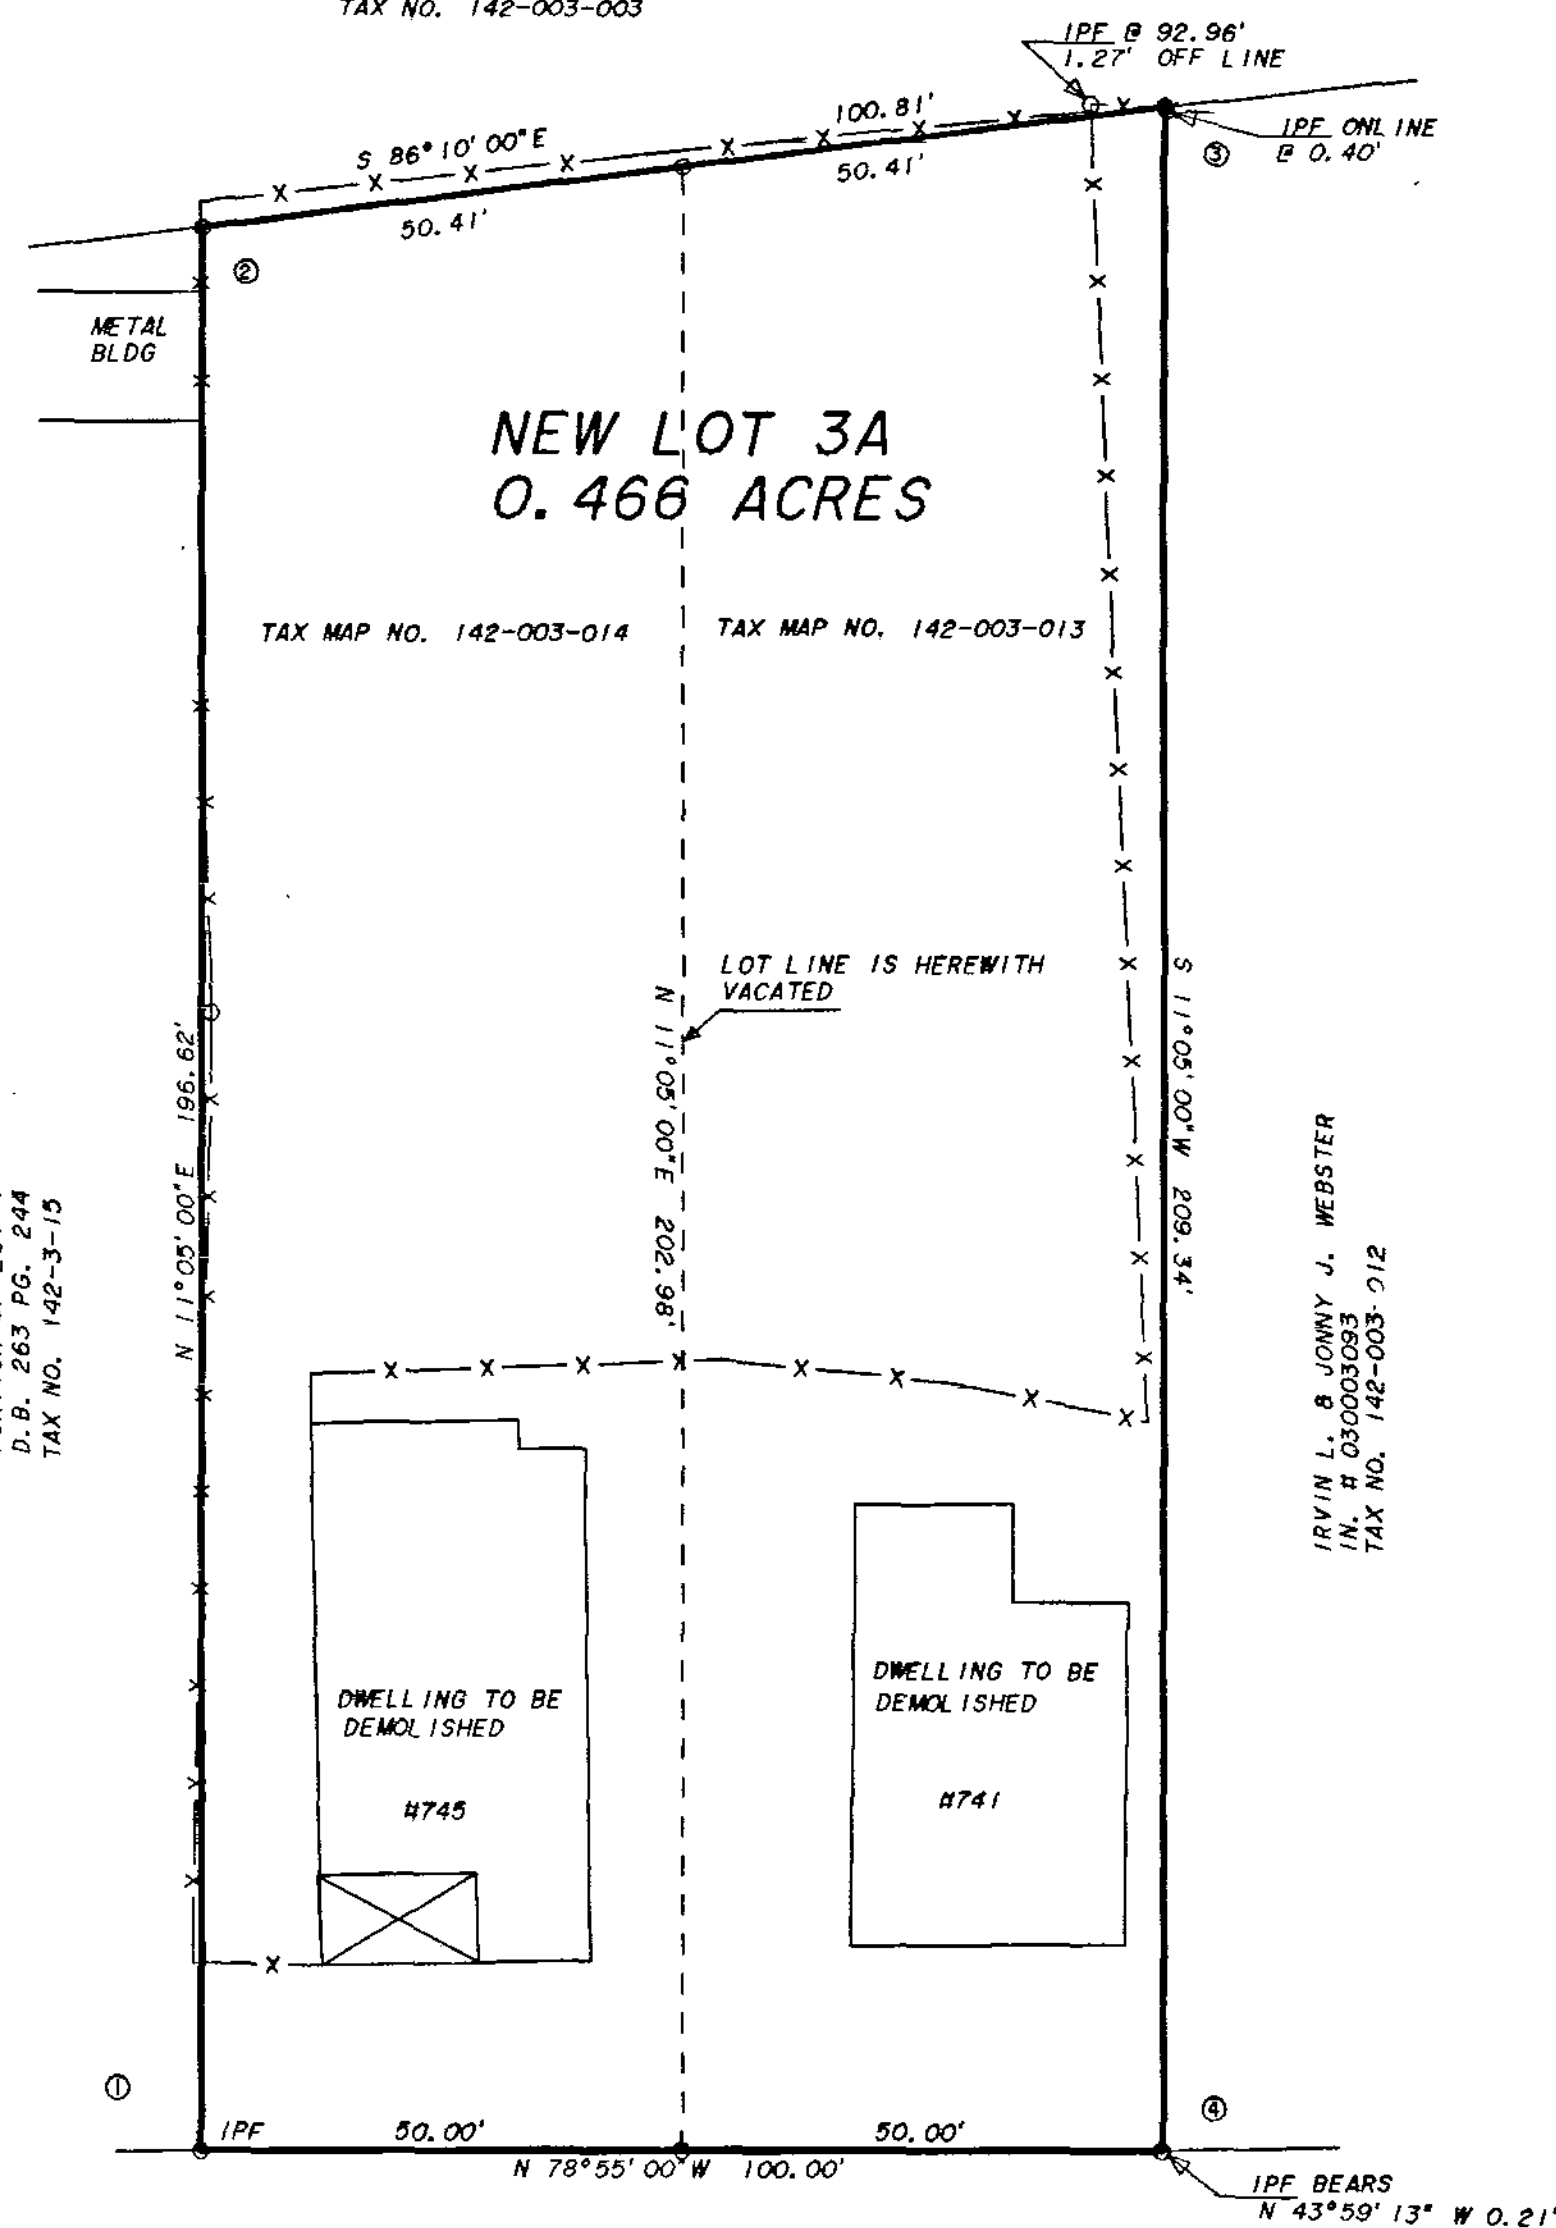 TAX NO. 142-003-003
IPF @ 92.96'
1.27' OFF LINE
100.81'
S 86°10'00"E
IPF ONLINE
@ 0.40'
3
50.41'
50.41'
2
METAL
BLDG
NEW LOT 3A
0.466 ACRES
TAX MAP NO. 142-003-014
TAX MAP NO. 142-003-013
LOT LINE IS HEREWITH
VACATED
N 11°05'00"E 196.62'
N 11°05'00"E 202.98'
S 11°05'00"W 209.34'
D.B. 263 PG. 244
TAX NO. 142-3-15
IRVIN L. & JONNY J. WEBSTER
IN. # 030003093
TAX NO. 142-003-012
DWELLING TO BE
DEMOLISHED
#745
DWELLING TO BE
DEMOLISHED
#741
1
4
IPF
50.00'
50.00'
N 78°55'00"W 100.00'
IPF BEARS
N 43°59'13" W 0.21'